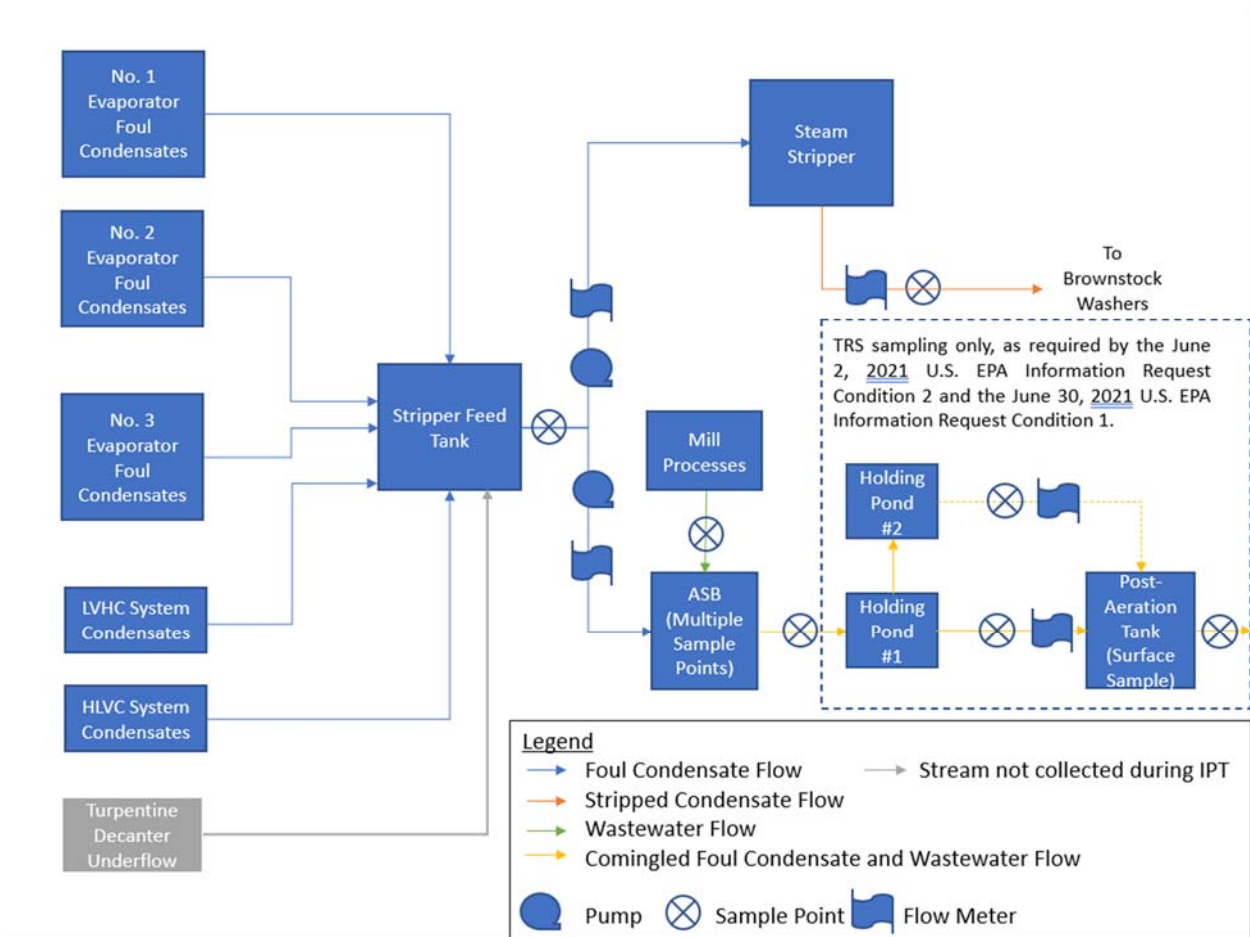 No. 1
Evaporator
Foul
Condensates
No. 2
Evaporator
Foul
Condensates
No. 3
Evaporator
Foul
Condensates
LVHC System
Condensates
HLVC System
Condensates
Turpentine
Decanter
Underflow
Stripper Feed
Tank
Steam
Stripper
To
Brownstock
Washers
Mill
Processes
ASB
(Multiple
Sample
Points)
TRS sampling only, as required by the June
2, 2021 U.S. EPA Information Request
Condition 2 and the June 30, 2021 U.S. EPA
Information Request Condition 1.
Holding
Pond
#2
Holding
Pond
#1
Post-
Aeration
Tank
(Surface
Sample)
Legend
Foul Condensate Flow
Stream not collected during IPT
Stripped Condensate Flow
Wastewater Flow
Comingled Foul Condensate and Wastewater Flow
Pump
Sample Point
Flow Meter